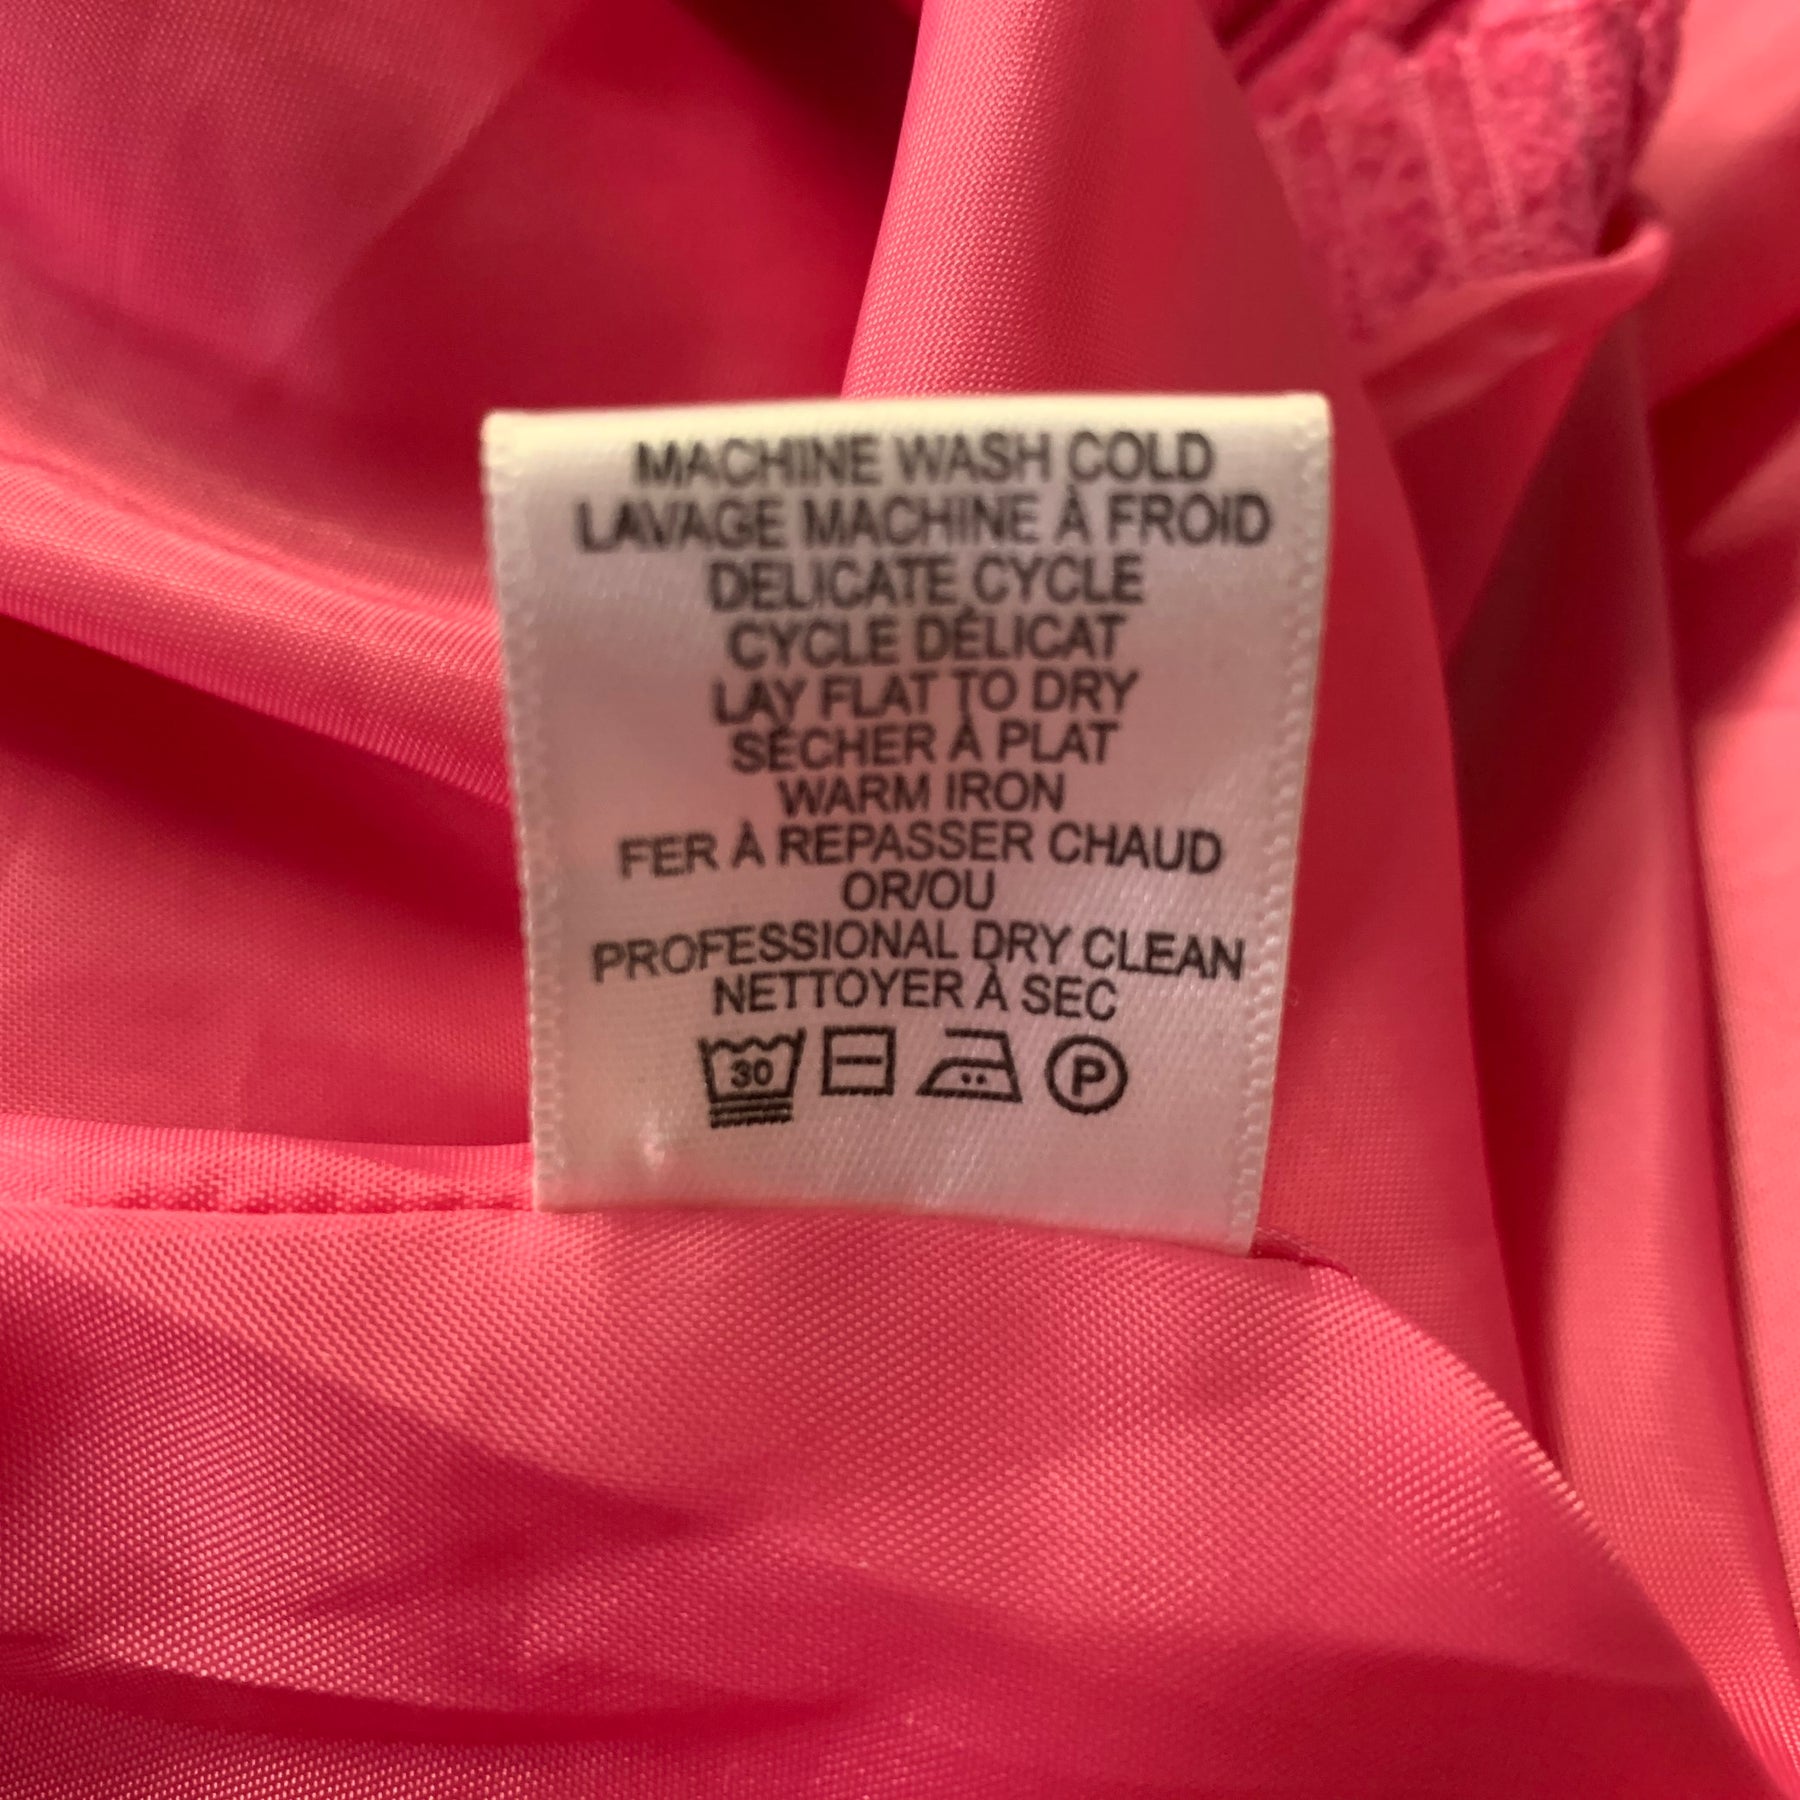 MACHINE WASH COLD
LAVAGE MACHINE À FROID
DELICATE CYCLE
CYCLE DÉLICAT
LAY FLAT TO DRY
SÉCHER À PLAT
WARM IRON
FER À REPASSER CHAUD
OR/OU
PROFESSIONAL DRY CLEAN
NETTOYER À SEC
30 P